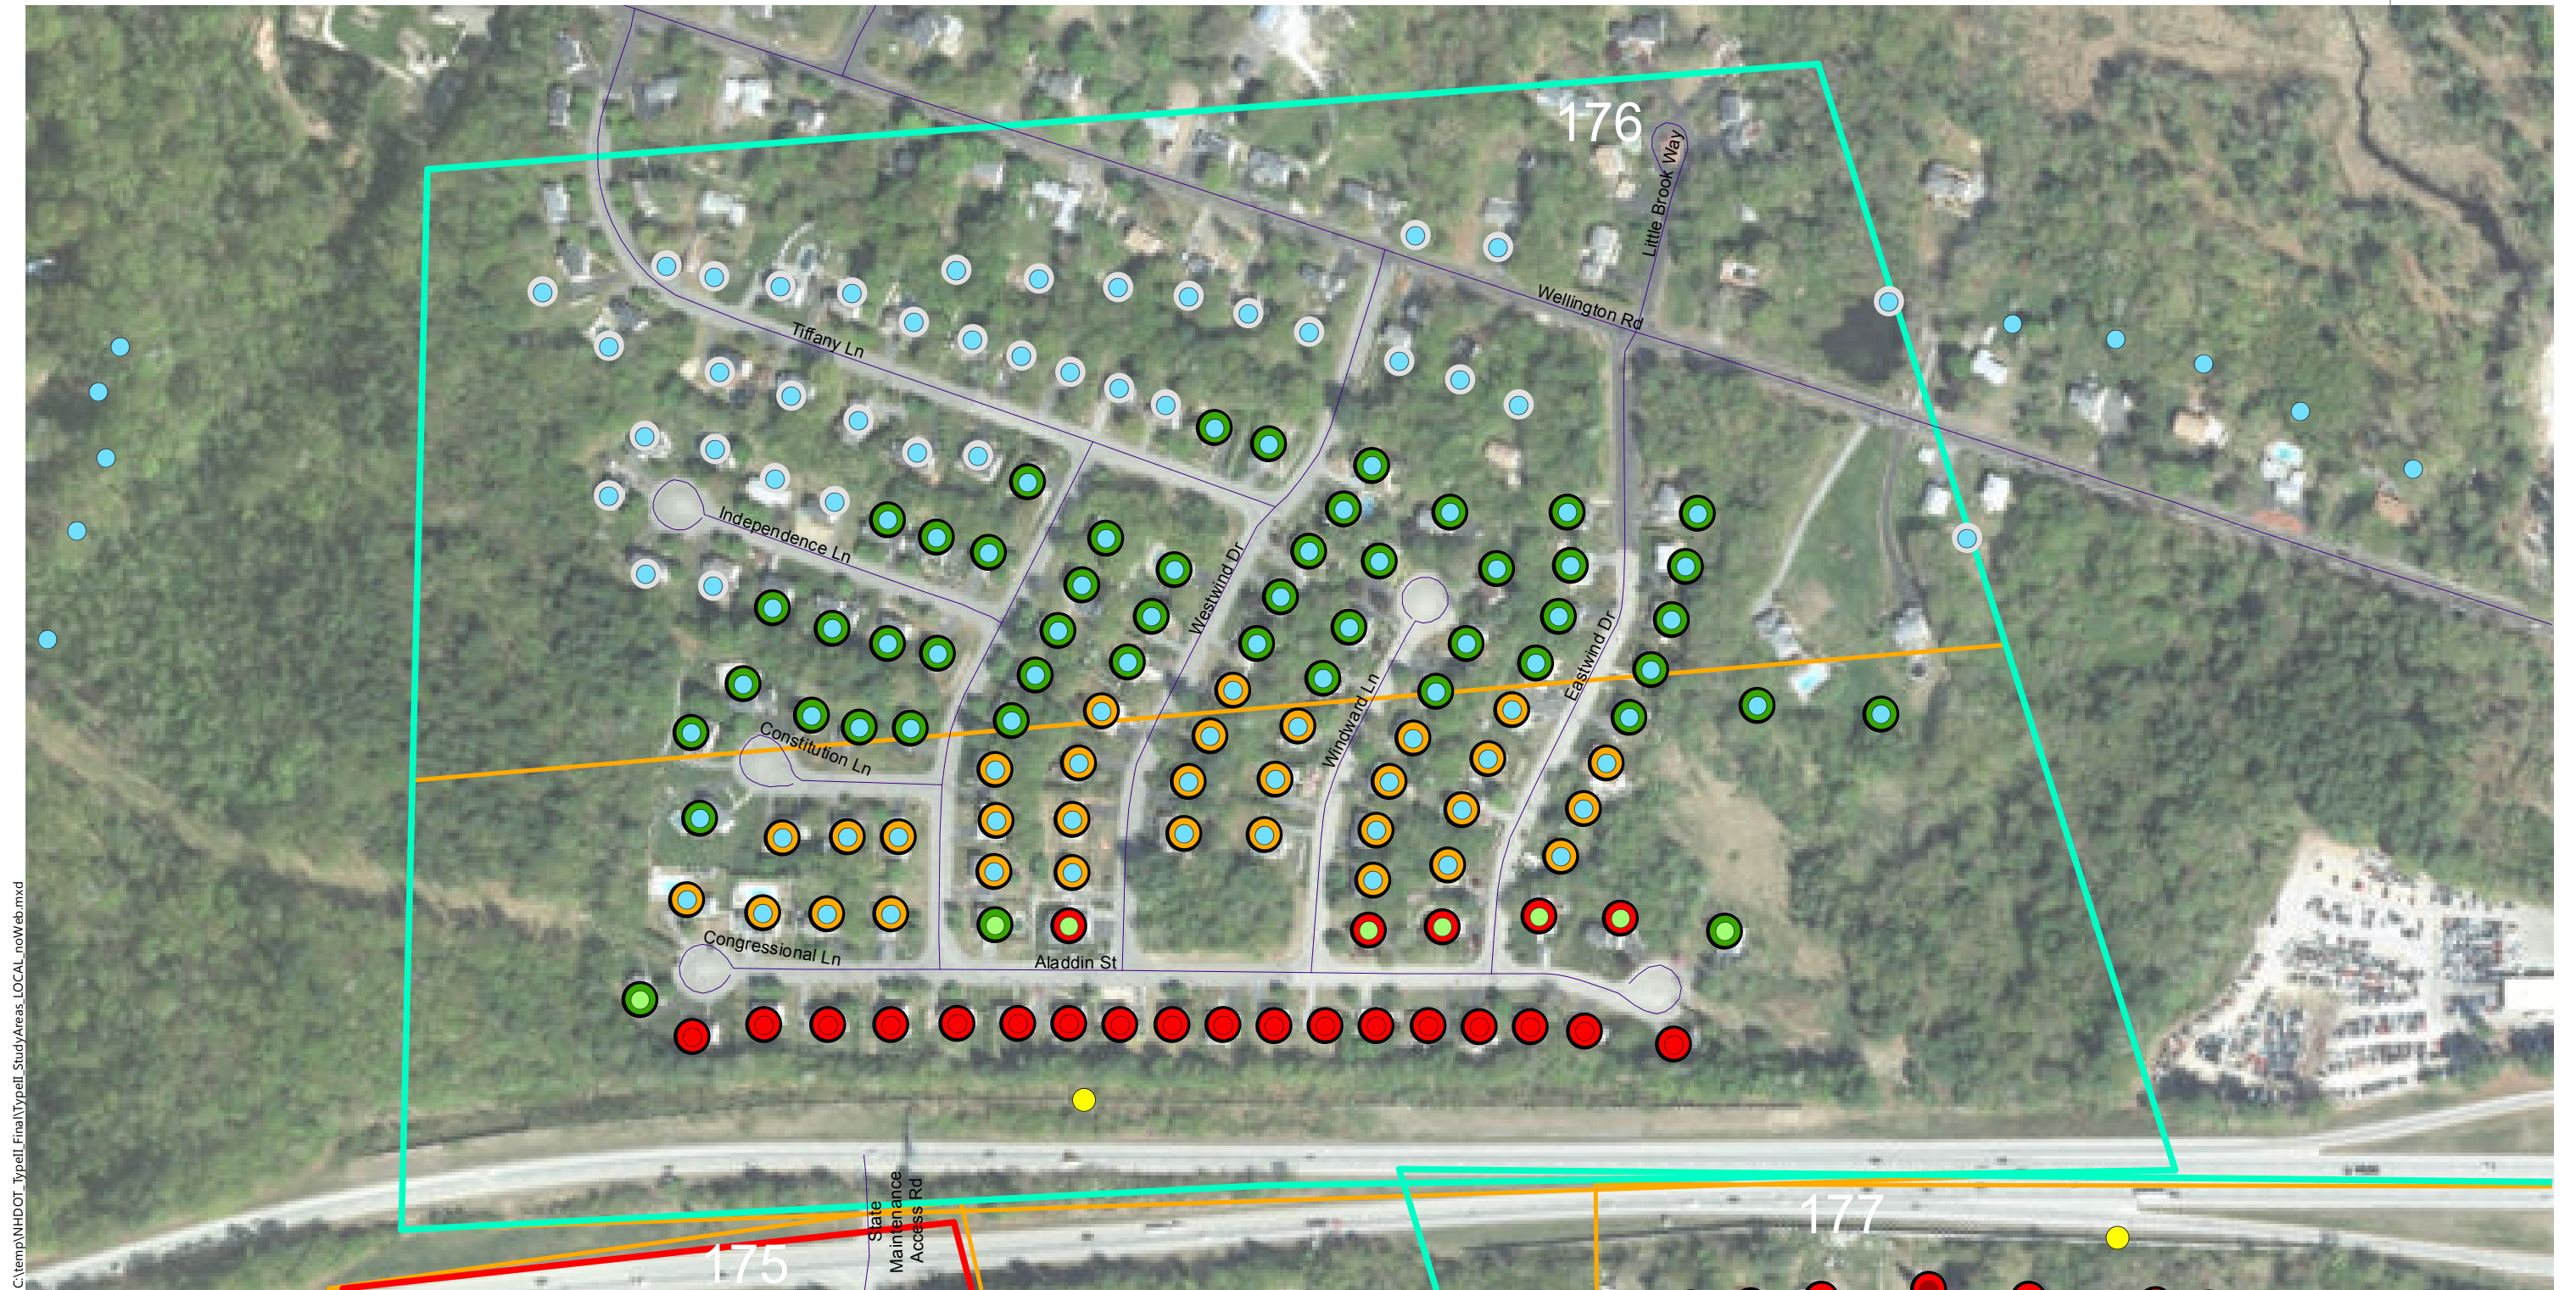 176
Little Brook Way
Wellington Rd
Tiffany Ln
Independence Ln
Westwind Dr
Eastwind Dr
Windward Ln
Constitution Ln
Congressional Ln
Aladdin St
State
Maintenance
Access Rd
177
175
C:\temp\NHDOT_TypeII_Final\TypeII_StudyAreas_LOCAL_noWeb.mxd